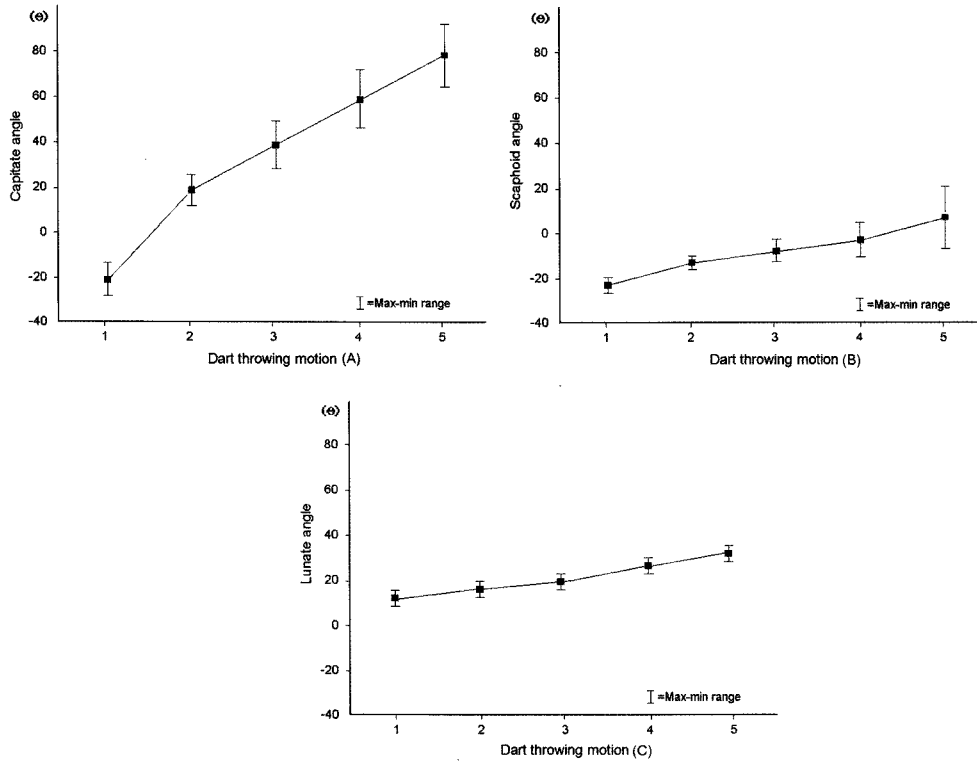 (Θ)
80
60
40
20
0
-20
-40
Capitate angle
1 2 3 4 5
=Max-min range
Dart throwing motion (A)
(Θ)
80
60
40
20
0
-20
-40
Scaphoid angle
1 2 3 4 5
=Max-min range
Dart throwing motion (B)
(Θ)
80
60
40
20
0
-20
-40
Lunate angle
1 2 3 4 5
=Max-min range
Dart throwing motion (C)